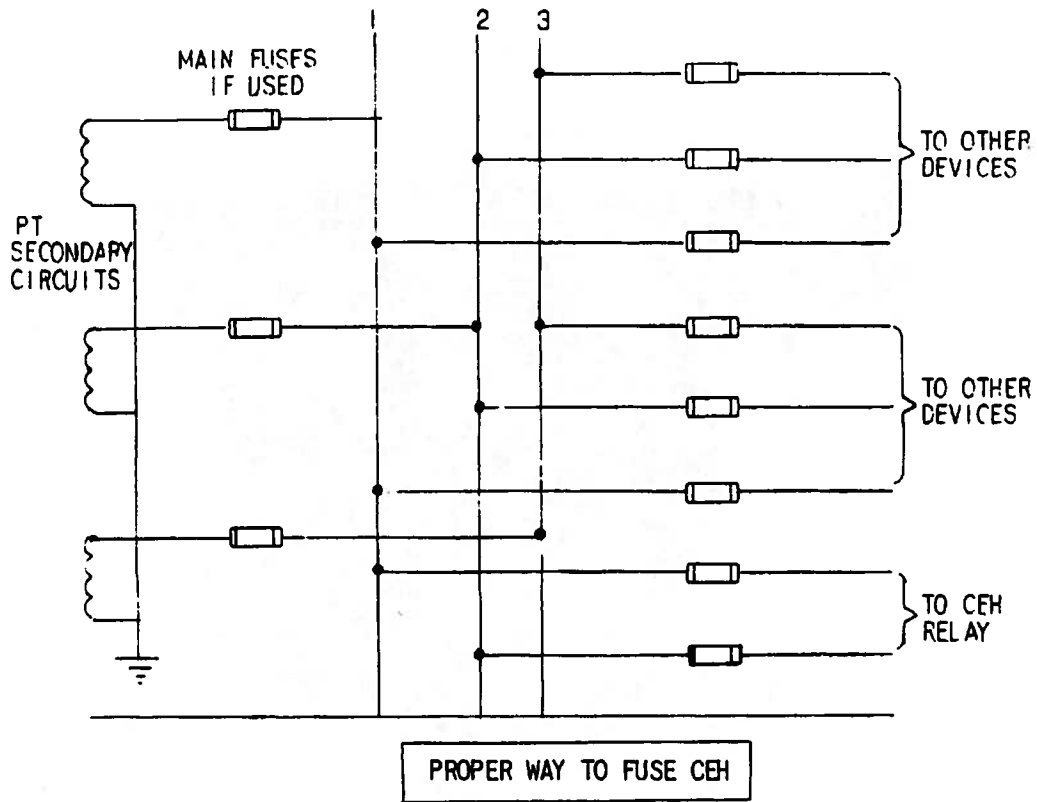 1
2
3
MAIN FUSES
IF USED
TO OTHER
DEVICES
PT
SECONDARY
CIRCUITS
TO OTHER
DEVICES
TO CEH
RELAY
PROPER WAY TO FUSE CEH